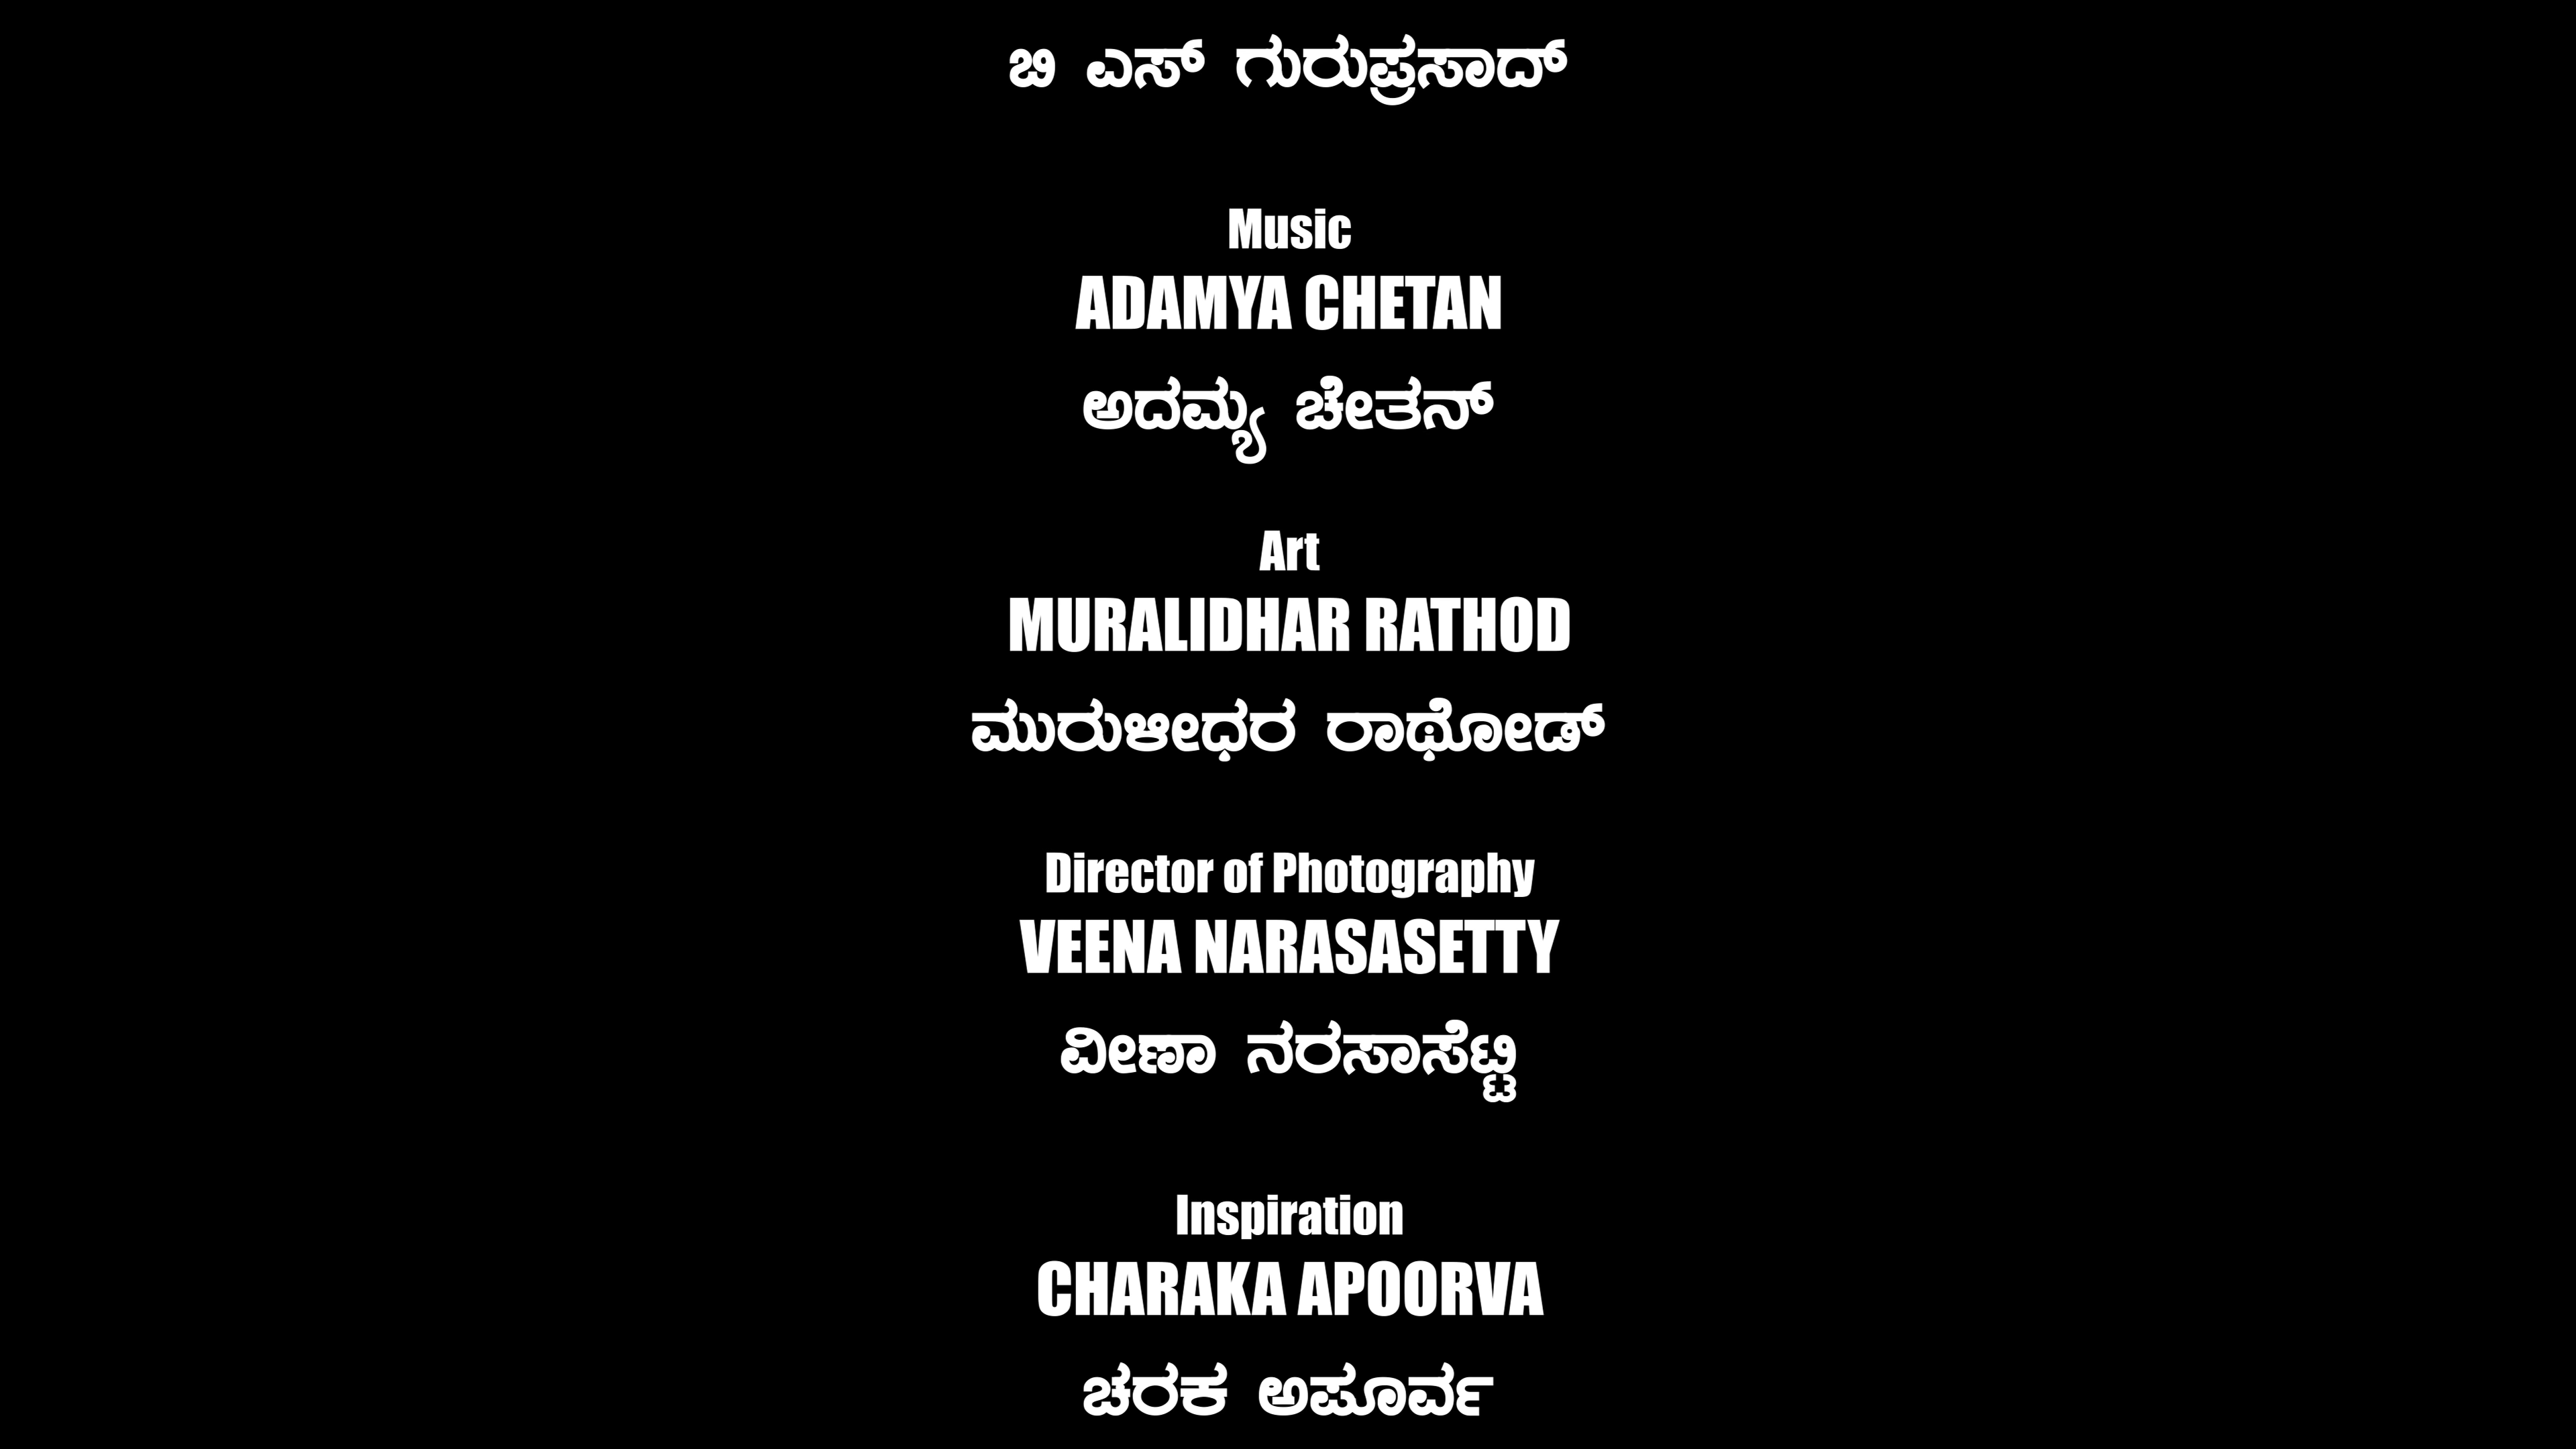 ಬಿ ಎಸ್ ಗುರುಪ್ರಸಾದ್
Music
ADAMYA CHETAN
ಅದಮ್ಯ ಚೇತನ್
Art
MURALIDHAR RATHOD
ಮುರುಳೀಧರ ರಾಥೋಡ್
Director of Photography
VEENA NARASASETTY
ವೀಣಾ ನರಸಾಸೆಟ್ಟಿ
Inspiration
CHARAKA APOORVA
ಚರಕ ಅಪೂರ್ವ